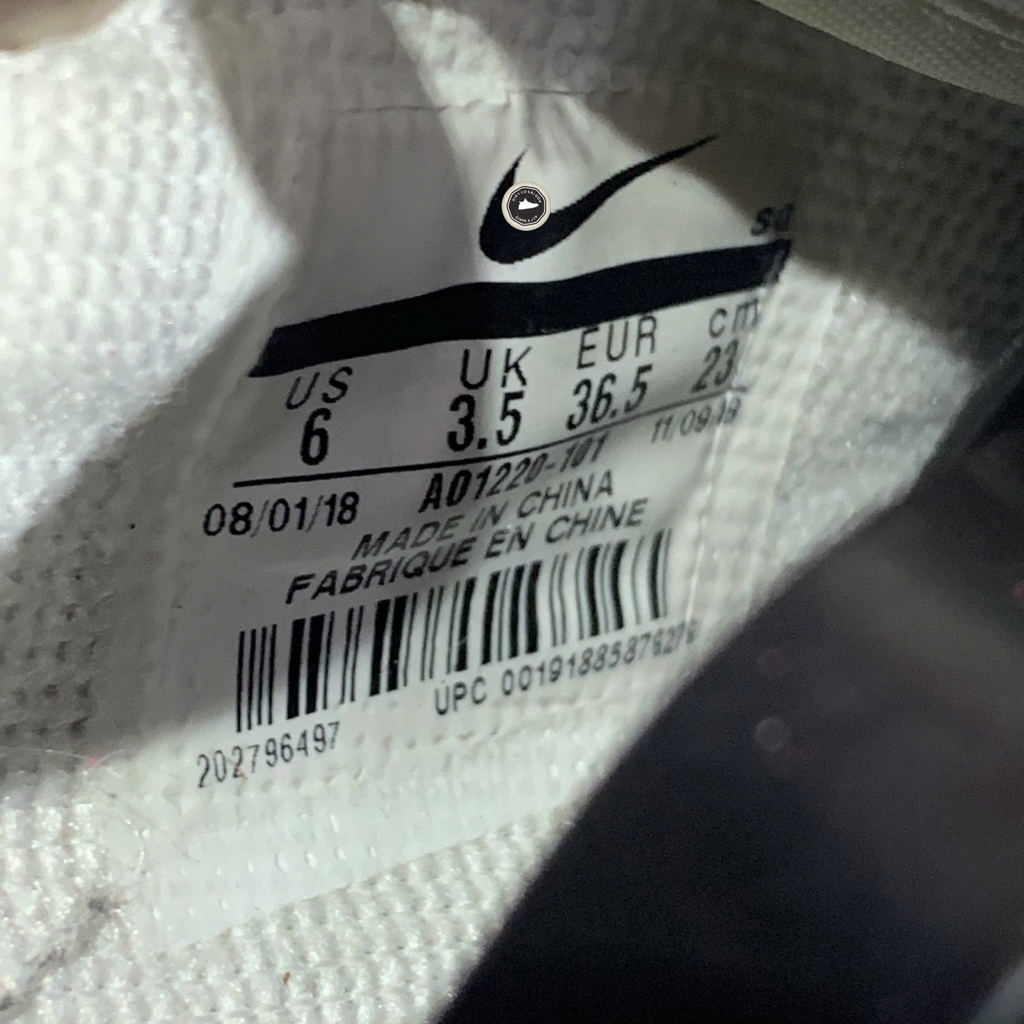 US UK EUR cm
6 3.5 36.5 23
08/01/18 AO1220-101 11/09/18
MADE IN CHINA
FABRIQUE EN CHINE
UPC 00191885876276
202796497